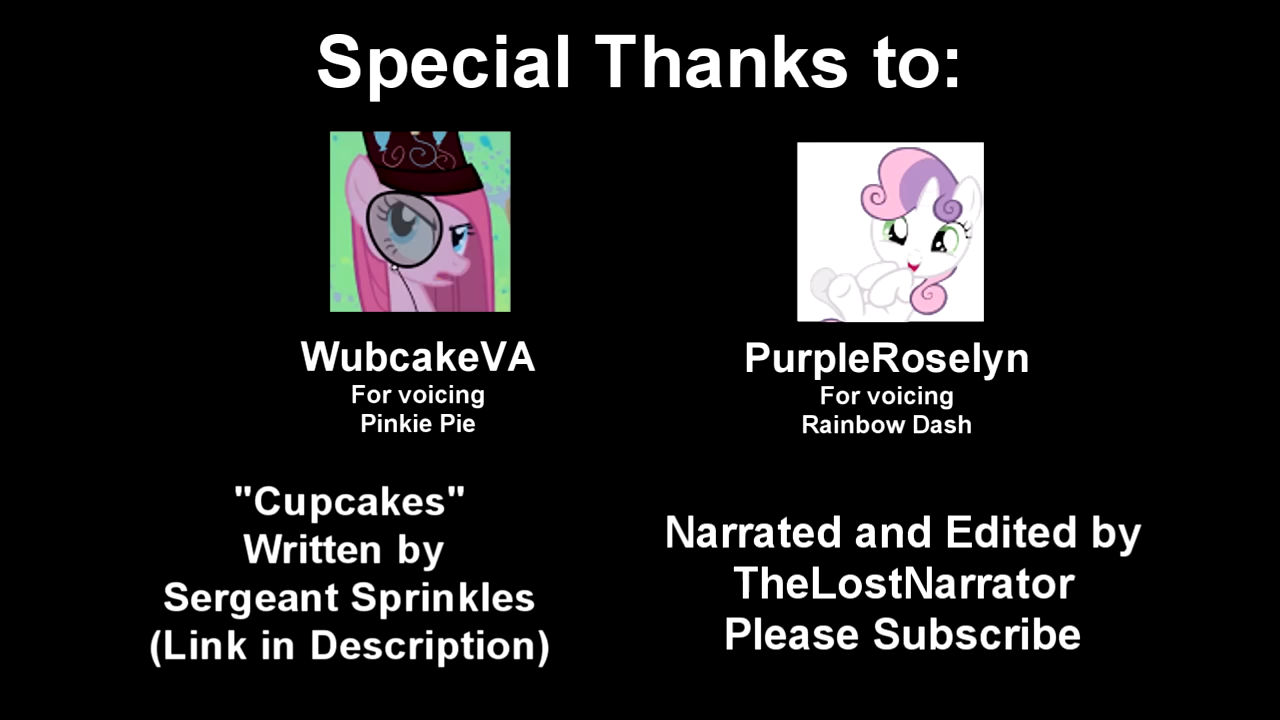 Special Thanks to:
WubcakeVA
For voicing
Pinkie Pie
PurpleRoselyn
For voicing
Rainbow Dash
"Cupcakes"
Written by
Sergeant Sprinkles
(Link in Description)
Narrated and Edited by
TheLostNarrator
Please Subscribe